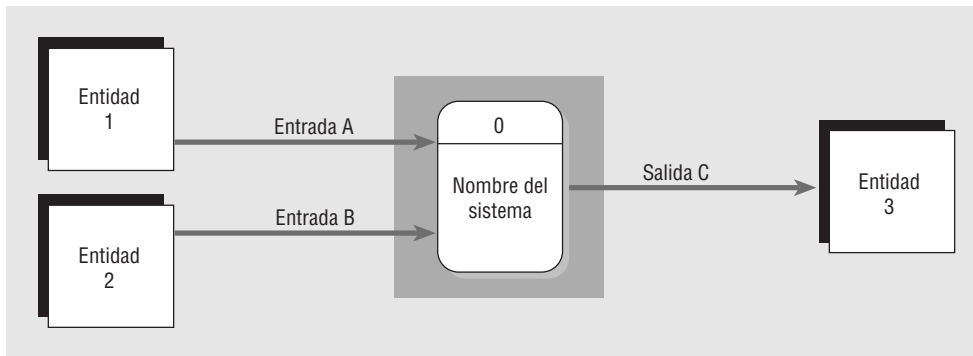 Entidad
1
Entrada A
0
Nombre del
sistema
Salida C
Entidad
3
Entrada B
Entidad
2